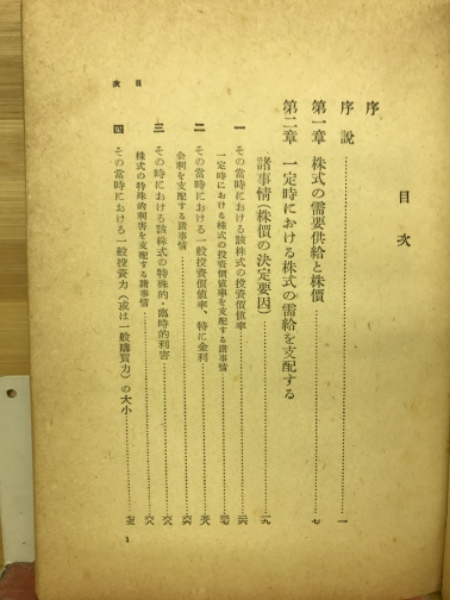 目次
序
序説……一
第一章 株式の需要供給と株價……七
第二章 一定時における株式の需給を支配する
諸事情(株價の決定要因)……一九
一 その當時における該株式の投資價値率……
一定時における株式の投資價値率を支配する諸事情……
二 その當時における一般投資價値率、特に金利……
金利を支配する諸事情……
三 その時における該株式の特殊的・臨時的利害……六八
株式の特殊的利害を支配する諸事情……六八
四 その當時における一般投資力(或は一般購買力)の大小……
目次
1